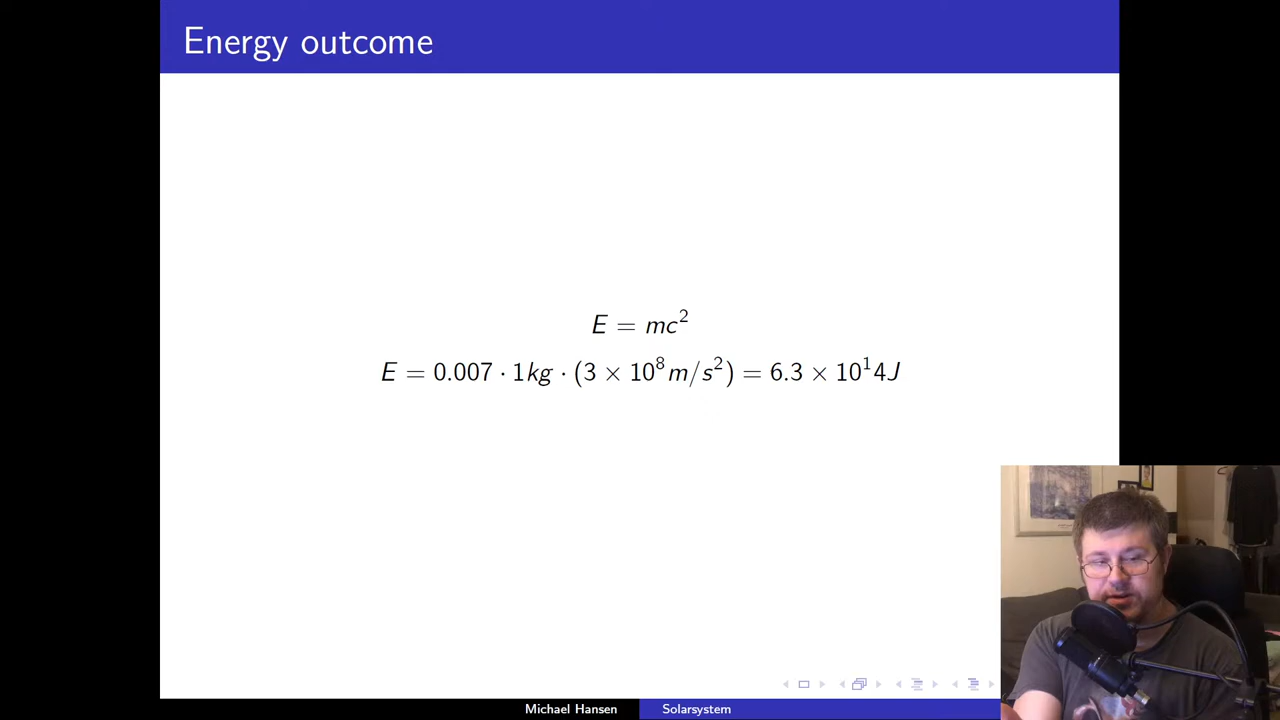 Energy outcome
E = mc²
E = 0.007 · 1kg · (3 × 10⁸m/s²) = 6.3 × 10¹4J
Michael Hansen
Solarsystem